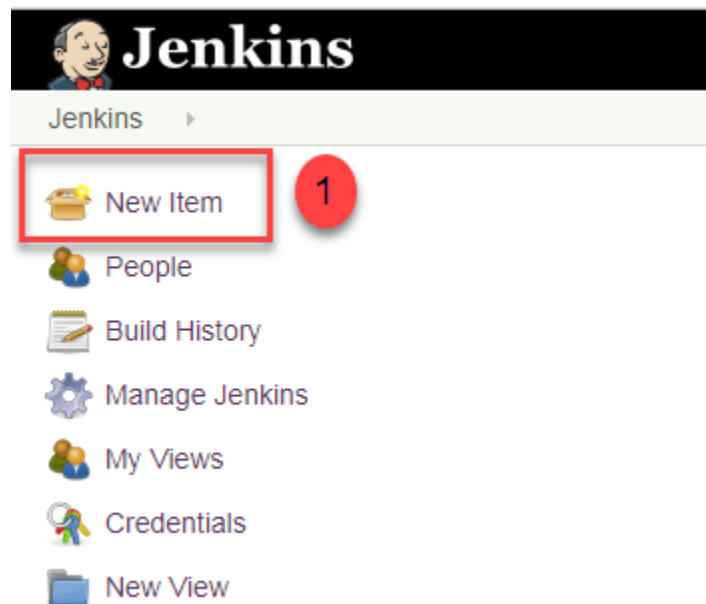 Jenkins
Jenkins
New Item
1
People
Build History
Manage Jenkins
My Views
Credentials
New View